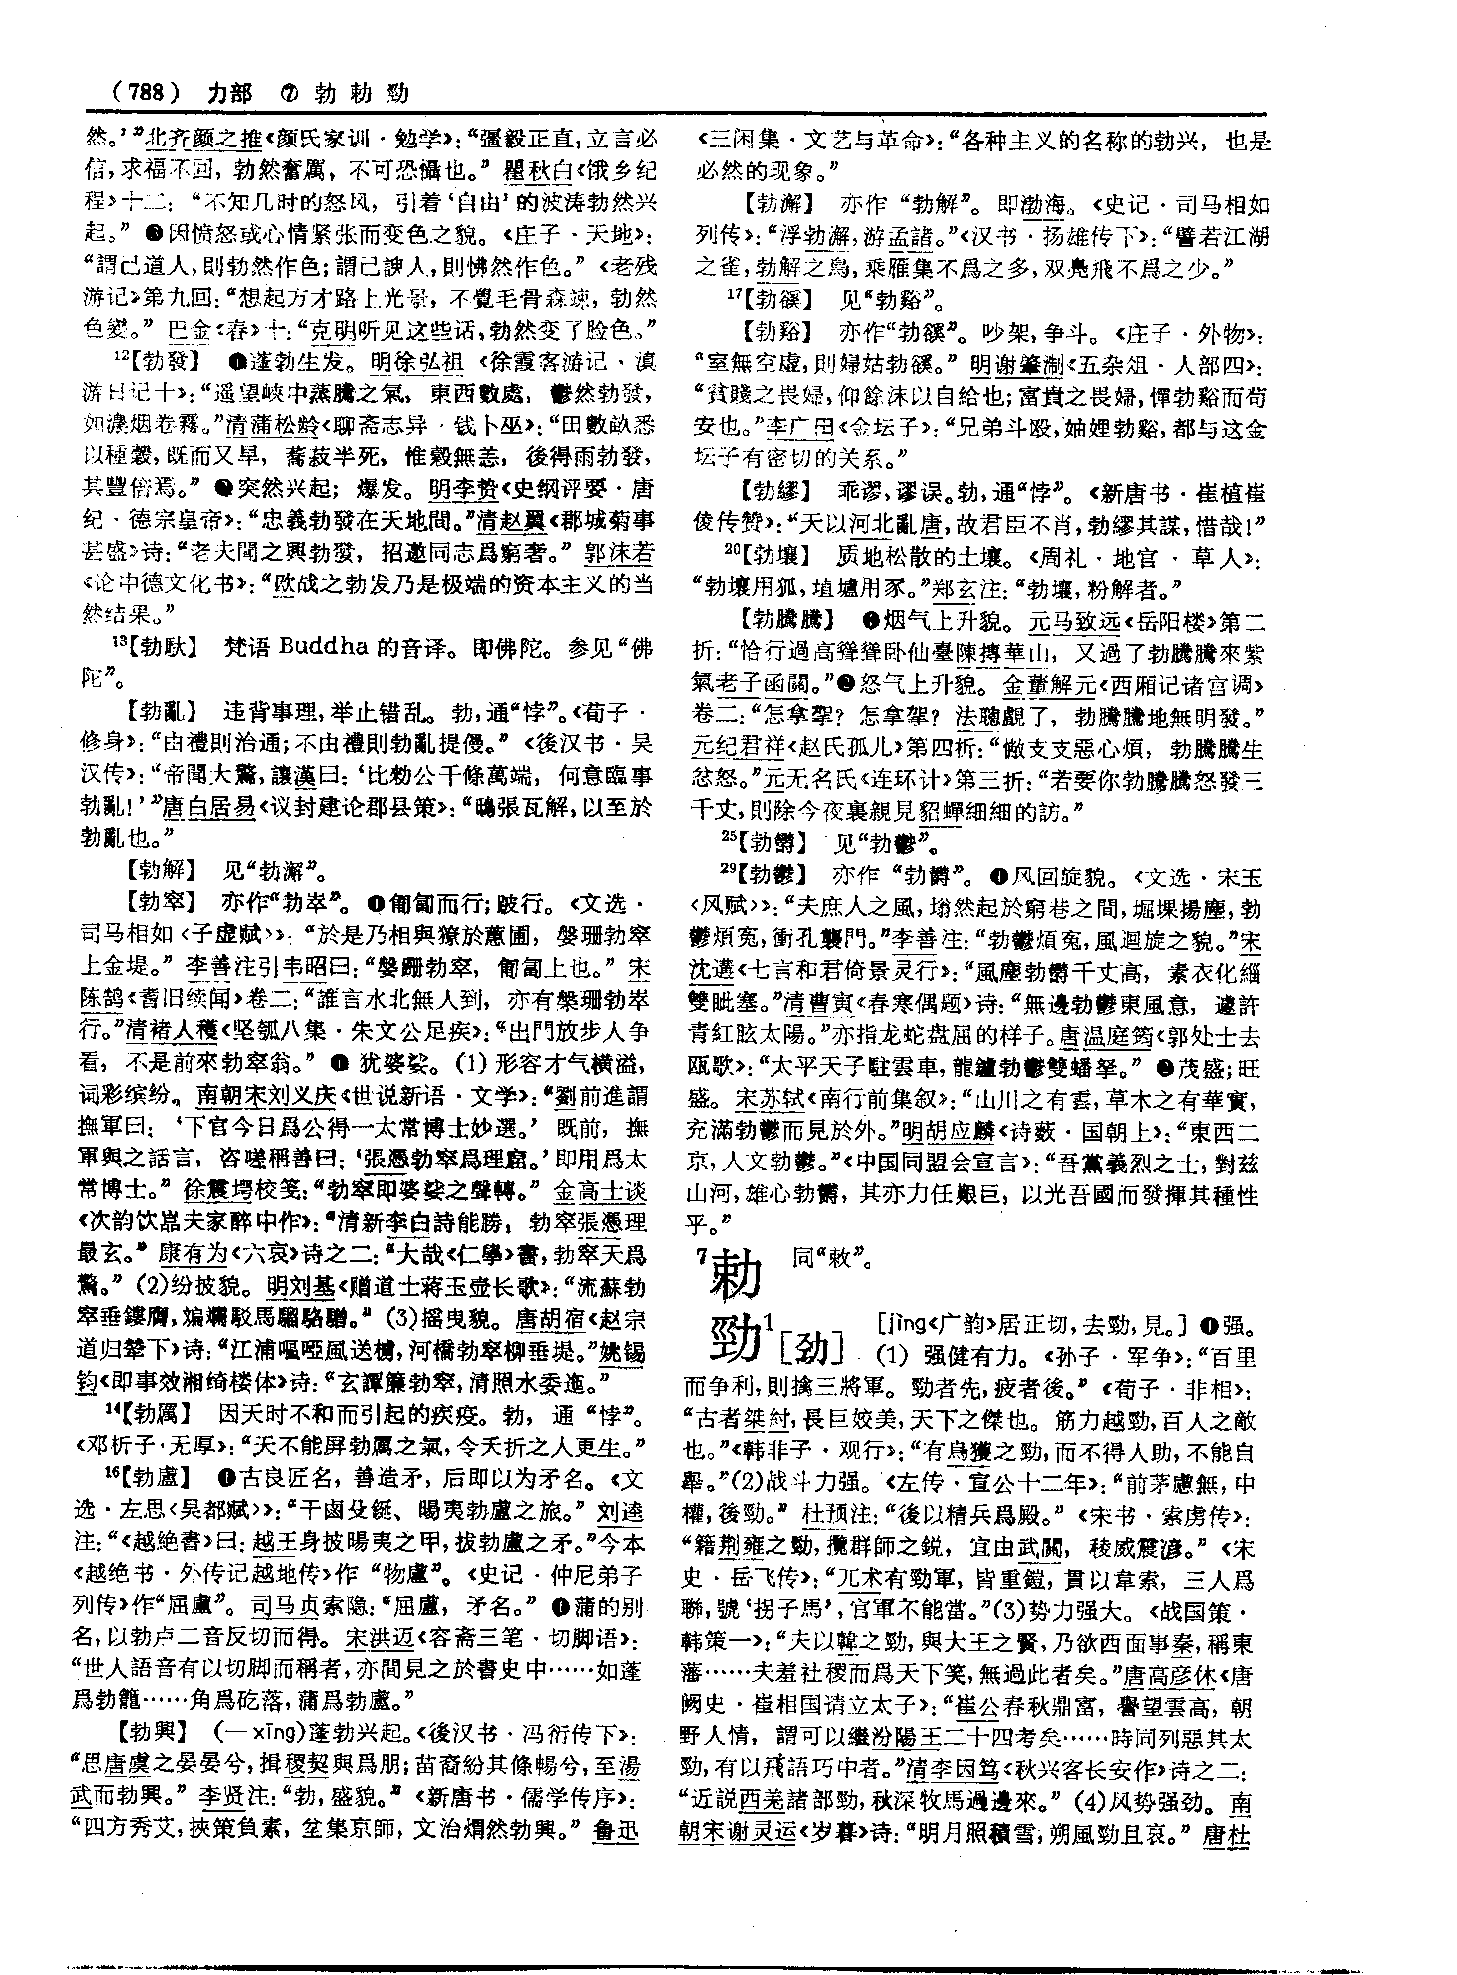 （788） 力部 ⑦ 勃勑勁
然。’”北齐颜之推《颜氏家训·勉学》：“彊毅正直，立言必
信，求福不回，勃然奮厲，不可恐懾也。”瞿秋白《饿乡纪
程》十二：“不知几时的怒风，引着‘自由’的波涛勃然兴
起。”❸因愤怒或心情紧张而变色之貌。《庄子·天地》：
“謂己道人，則勃然作色；謂己諛人，則怫然作色。”《老残
游记》第九回：“想起方才路上光景，不覺毛骨森竦，勃然
色變。”巴金《春》十：“克明听见这些话，勃然变了脸色。”
12【勃發】 ❶蓬勃生发。明徐弘祖《徐霞客游记·滇
游日记十》：“遥望峽中蒸騰之氣，東西數處，鬱然勃發，
如濃烟卷霧。”清蒲松龄《聊斋志异·钱卜巫》：“田數畝悉
以種穀，既而又旱，蕎菽半死，惟穀無恙，後得雨勃發，
其豐倍焉。”❷突然兴起；爆发。明李贽《史纲评要·唐
纪·德宗皇帝》：“忠義勃發在天地間。”清赵翼《郡城菊事
甚盛》诗：“老夫聞之興勃發，招邀同志爲窮奢。”郭沫若
《论中德文化书》：“欧战之勃发乃是极端的资本主义的当
然结果。”
13【勃馱】 梵语 Buddha 的音译。即佛陀。参见“佛
陀”。
【勃亂】 违背事理，举止错乱。勃，通“悖”。《荀子·
修身》：“由禮則治通；不由禮則勃亂提僈。”《後汉书·吴
汉传》：“帝聞大驚，讓漢曰：‘比勑公千條萬端，何意臨事
勃亂！’”唐白居易《议封建论郡县策》：“鴟張瓦解，以至於
勃亂也。”
【勃解】 见“勃澥”。
【勃窣】 亦作“勃崒”。❶匍匐而行；跛行。《文选·
司马相如〈子虚赋〉》：“於是乃相與獠於蕙圃，媻珊勃窣
上金堤。”李善注引韦昭曰：“媻跚勃窣，匍匐上也。”宋
陈鹄《耆旧续闻》卷二：“誰言水北無人到，亦有槃珊勃崒
行。”清褚人穫《坚瓠八集·朱文公足疾》：“出門放步人争
看，不是前來勃窣翁。”❷犹婆娑。(1)形容才气横溢，
词彩缤纷。南朝宋刘义庆《世说新语·文学》：“劉前進謂
撫軍曰：‘下官今日爲公得一太常博士妙選。’既前，撫
軍與之話言，咨嗟稱善曰：‘張憑勃窣爲理窟。’即用爲太
常博士。”徐震堮校笺：“勃窣即婆娑之聲轉。”金高士谈
《次韵饮嵓夫家醉中作》：“清新李白詩能勝，勃窣張憑理
最玄。”康有为《六哀》诗之二：“大哉《仁學》書，勃窣天爲
驚。”(2)纷披貌。明刘基《赠道士蒋玉壶长歌》：“流蘇勃
窣垂鏤膺，斒斕駁馬騮駱驓。”(3)摇曳貌。唐胡宿《赵宗
道归辇下》诗：“江浦嘔啞風送櫓，河橋勃窣柳垂堤。”姚锡
钧《即事效湘绮楼体》诗：“玄譚簾勃窣，清照水委迤。”
14【勃厲】 因天时不和而引起的疾疫。勃，通“悖”。
《邓析子·无厚》：“天不能屏勃厲之氣，令夭折之人更生。”
16【勃盧】 ❶古良匠名，善造矛，后即以为矛名。《文
选·左思〈吴都赋〉》：“干鹵殳鋋、暘夷勃盧之旅。”刘逵
注：“《越絶書》曰：越王身披暘夷之甲，扙勃盧之矛。”今本
《越绝书·外传记越地传》作“物盧”。《史记·仲尼弟子
列传》作“屈盧”。司马贞索隐：“屈盧，矛名。”❷蒲的别
名，以勃卢二音反切而得。宋洪迈《容斋三笔·切脚语》：
“世人語音有以切脚而稱者，亦間見之於書史中……如蓬
爲勃籠……角爲矻落，蒲爲勃盧。”
【勃興】 （—xīng）蓬勃兴起。《後汉书·冯衍传下》：
“思唐虞之晏晏兮，揖稷契與爲朋；苗裔紛其條暢兮，至湯
武而勃興。”李贤注：“勃，盛貌。”《新唐书·儒学传序》：
“四方秀艾，挾策負素，坌集京師，文治煟然勃興。”鲁迅
《三闲集·文艺与革命》：“各种主义的名称的勃兴，也是
必然的现象。”
【勃澥】 亦作“勃解”。即渤海。《史记·司马相如
列传》：“浮勃澥，游孟諸。”《汉书·扬雄传下》：“譬若江湖
之雀，勃解之鳥，乘雁集不爲之多，双鳧飛不爲之少。”
17【勃豀】 见“勃谿”。
【勃谿】 亦作“勃豀”。吵架，争斗。《庄子·外物》：
“室無空虚，則婦姑勃豀。”明谢肇淛《五杂俎·人部四》：
“貧賤之畏婦，仰餘沫以自給也；富貴之畏婦，憚勃谿而苟
安也。”李广田《金坛子》：“兄弟斗殴，妯娌勃谿，都与这金
坛子有密切的关系。”
【勃繆】 乖谬，谬误。勃，通“悖”。《新唐书·崔植崔
俊传赞》：“天以河北亂唐，故君臣不肖，勃繆其謀，惜哉！”
20【勃壤】 质地松散的土壤。《周礼·地官·草人》：
“勃壤用狐，埴壚用豕。”郑玄注：“勃壤，粉解者。”
【勃騰騰】 ❶烟气上升貌。元马致远《岳阳楼》第二
折：“恰行過高聳聳卧仙臺陳摶華山，又過了勃騰騰來紫
氣老子函關。”❷怒气上升貌。金董解元《西厢记诸宫调》
卷二：“怎拿拏？怎拿拏？法聰覷了，勃騰騰地無明發。”
元纪君祥《赵氏孤儿》第四折：“僘支支惡心煩，勃騰騰生
忿怒。”元无名氏《连环计》第三折：“若要你勃騰騰怒發三
千丈，則除今夜裏親見貂蟬細細的訪。”
25【勃欝】 见“勃鬱”。
29【勃鬱】 亦作“勃欝”。❶风回旋貌。《文选·宋玉
〈风赋〉》：“夫庶人之風，塕然起於窮巷之間，堀堁揚塵，勃
鬱煩寃，衝孔襲門。”李善注：“勃鬱煩寃，風迴旋之貌。”宋
沈遘《七言和君倚景灵行》：“風塵勃欝千丈高，素衣化緇
雙眦塞。”清曹寅《春寒偶题》诗：“無邊勃鬱東風意，遽許
青紅眩太陽。”亦指龙蛇盘屈的样子。唐温庭筠《郭处士击
瓯歌》：“太平天子駐雲車，龍鑪勃鬱雙蟠拏。”❷茂盛；旺
盛。宋苏轼《南行前集叙》：“山川之有雲，草木之有華實，
充滿勃鬱而見於外。”明胡应麟《诗薮·国朝上》：“東西二
京，人文勃鬱。”《中国同盟会宣言》：“吾黨義烈之士，對兹
山河，雄心勃欝，其亦力任艱巨，以光吾國而發揮其種性
乎。”
7勑 同“敕”。
勁1[劲] [jìng《广韵》居正切，去勁，見。]❶强。
(1) 强健有力。《孙子·军争》：“百里
而争利，則擒三將軍。勁者先，疲者後。”《荀子·非相》：
“古者桀紂，長巨姣美，天下之傑也。筋力越勁，百人之敵
也。”《韩非子·观行》：“有烏獲之勁，而不得人助，不能自
舉。”(2)战斗力强。《左传·宣公十二年》：“前茅慮無，中
權，後勁。”杜预注：“後以精兵爲殿。”《宋书·索虏传》：
“籍荆雍之勁，攬群師之鋭，宜由武關，稜威震滲。”《宋
史·岳飞传》：“兀术有勁軍，皆重鎧，貫以韋索，三人爲
聯，號‘拐子馬’，官軍不能當。”(3)势力强大。《战国策·
韩策一》：“夫以韓之勁，與大王之賢，乃欲西面事秦，稱東
藩……夫羞社稷而爲天下笑，無過此者矣。”唐高彦休《唐
阙史·崔相国请立太子》：“崔公春秋鼎富，譽望雲高，朝
野人情，謂可以繼汾陽王二十四考矣……時同列惡其太
勁，有以飛語巧中者。”清李因笃《秋兴客长安作》诗之二：
“近説西羌諸部勁，秋深牧馬過邊來。”(4)风势强劲。南
朝宋谢灵运《岁暮》诗：“明月照積雪，朔風勁且哀。”唐杜